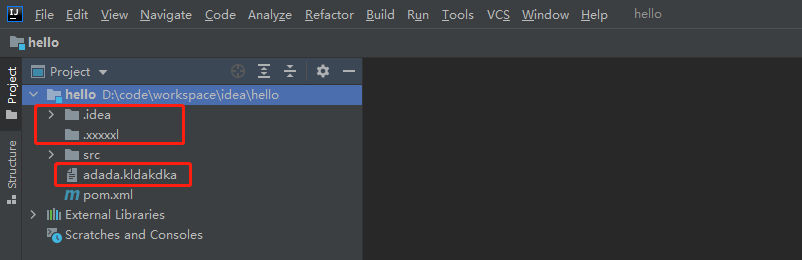 IJ File Edit View Navigate Code Analyze Refactor Build Run Tools VCS Window Help hello
hello
Project
Project
hello D:\code\workspace\idea\hello
.idea
.xxxxxl
src
Structure
adada.kldakdka
m pom.xml
External Libraries
Scratches and Consoles